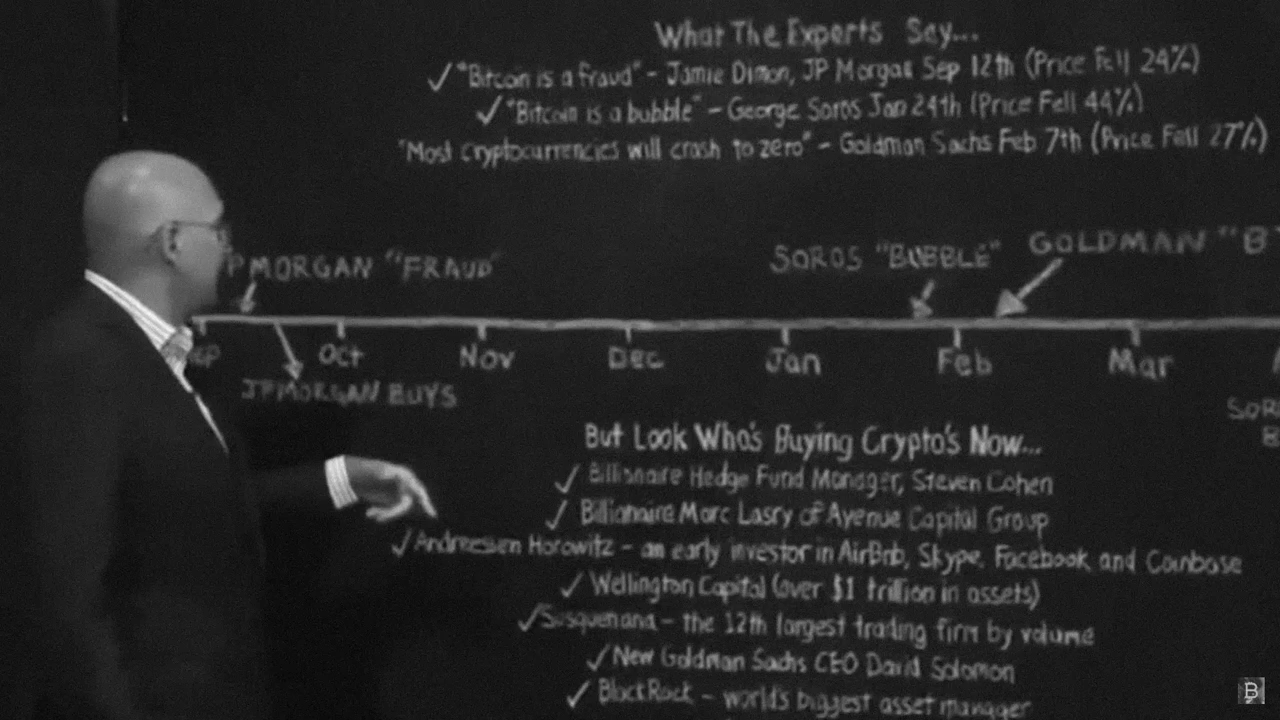 What The Experts Say...
✓ "Bitcoin is a fraud" - Jamie Dimon, JP Morgan Sep 12th (Price Fell 24%)
✓ "Bitcoin is a bubble" - George Soros Jan 24th (Price Fell 44%)
"Most cryptocurrencies will crash to zero" - Goldman Sachs Feb 7th (Price Fell 27%)
PMORGAN "FRAUD" SOROS "BUBBLE" GOLDMAN "B
ep Oct Nov Dec Jan Feb Mar
JPMORGAN BUYS
SOR
B
But Look Who's Buying Crypto's Now...
✓ Billionaire Hedge Fund Manager, Steven Cohen
✓ Billionaire Marc Lasry of Avenue Capital Group
✓ Andreessen Horowitz - an early investor in AirBnb, Skype, Facebook and Coinbase
✓ Wellington Capital (over $1 trillion in assets)
✓ Susquehana - the 12th largest trading firm by volume
✓ New Goldman Sachs CEO David Solomon
✓ BlackRock - world's biggest asset manager
B